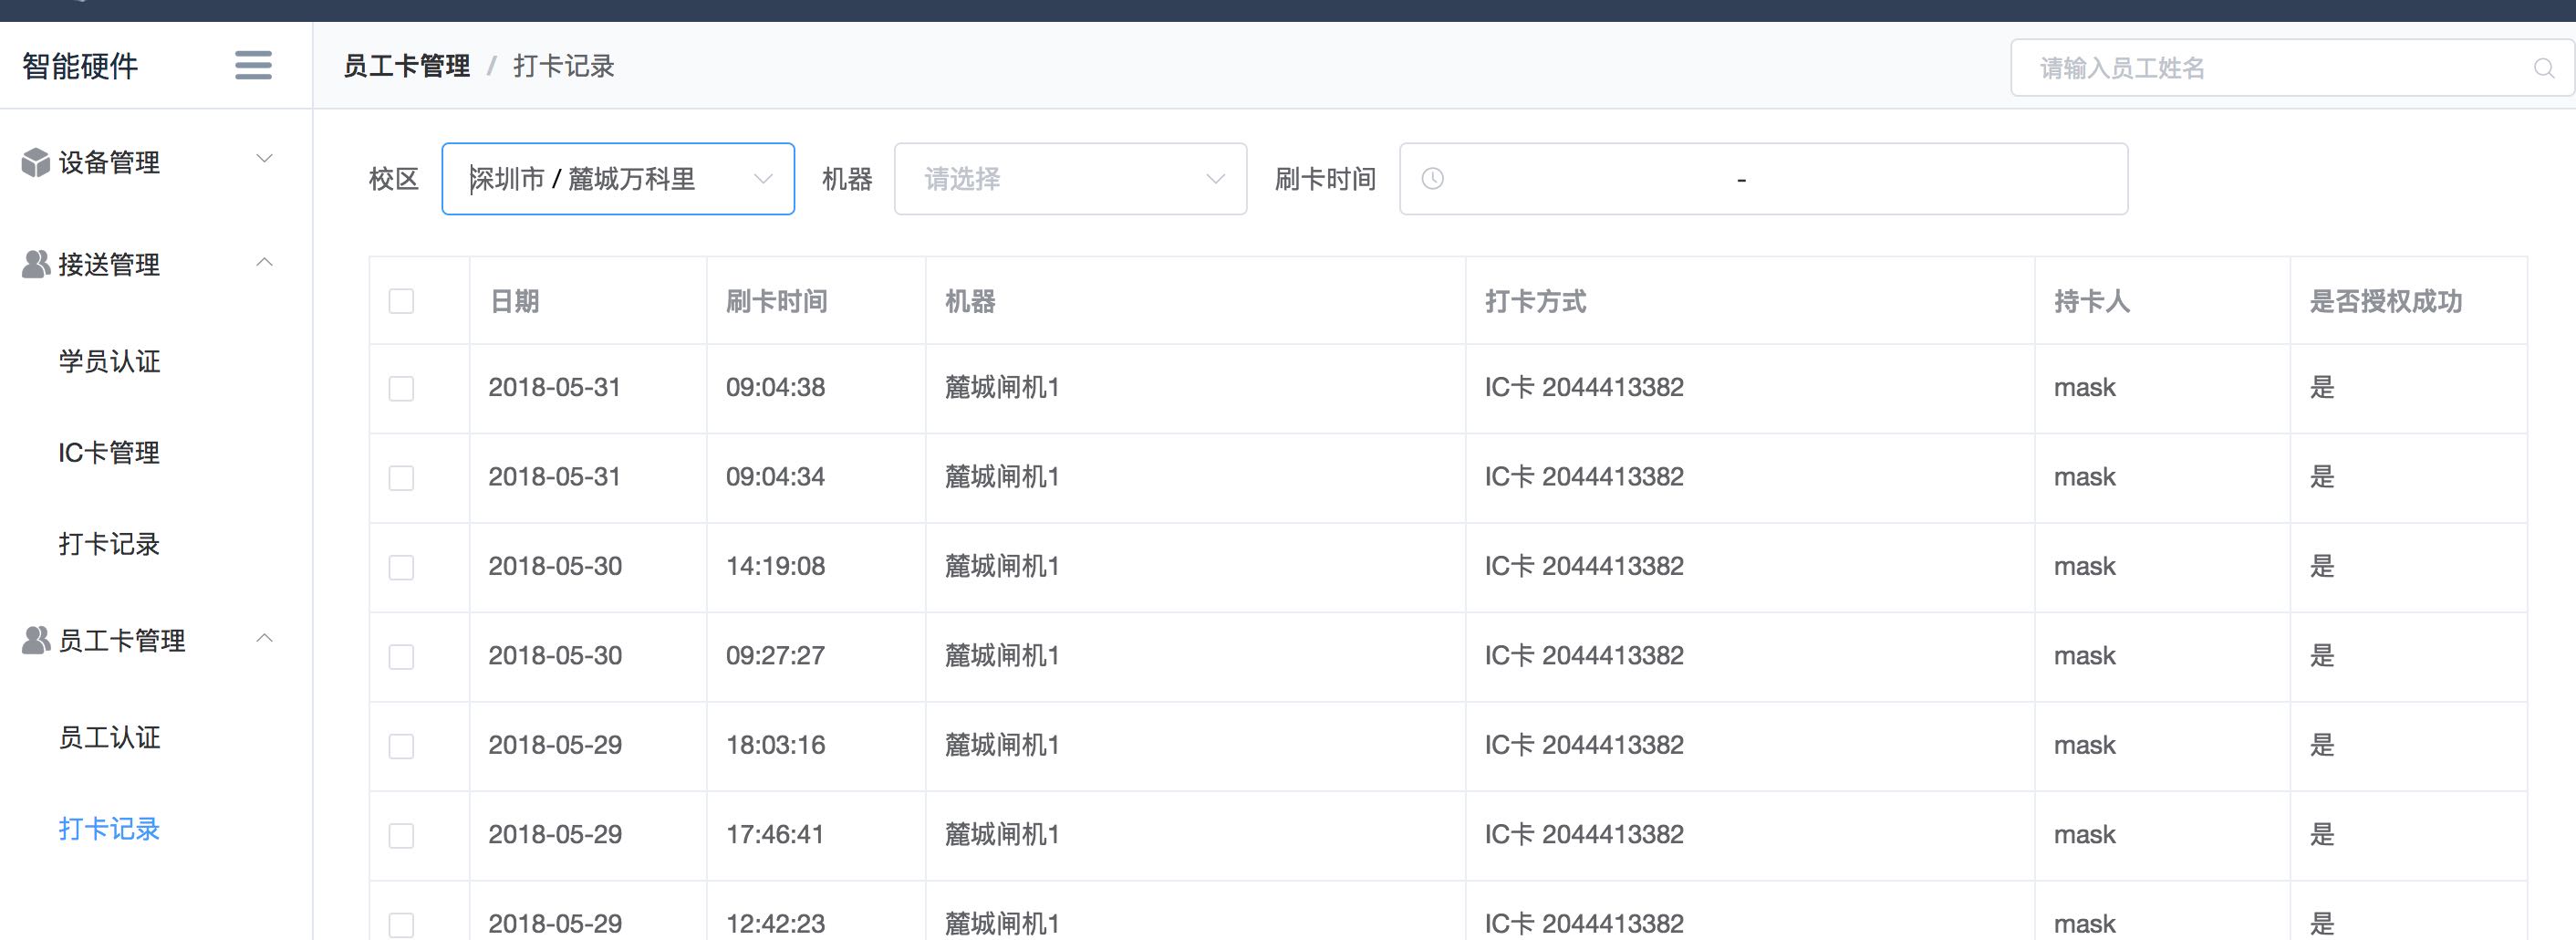 智能硬件
员工卡管理 / 打卡记录
请输入员工姓名
设备管理
接送管理
学员认证
IC卡管理
打卡记录
员工卡管理
员工认证
打卡记录
校区 深圳市 / 麓城万科里 机器 请选择 刷卡时间 -
日期 刷卡时间 机器 打卡方式 持卡人 是否授权成功
2018-05-31 09:04:38 麓城闸机1 IC卡 2044413382 mask 是
2018-05-31 09:04:34 麓城闸机1 IC卡 2044413382 mask 是
2018-05-30 14:19:08 麓城闸机1 IC卡 2044413382 mask 是
2018-05-30 09:27:27 麓城闸机1 IC卡 2044413382 mask 是
2018-05-29 18:03:16 麓城闸机1 IC卡 2044413382 mask 是
2018-05-29 17:46:41 麓城闸机1 IC卡 2044413382 mask 是
2018-05-29 12:42:23 麓城闸机1 IC卡 2044413382 mask 是